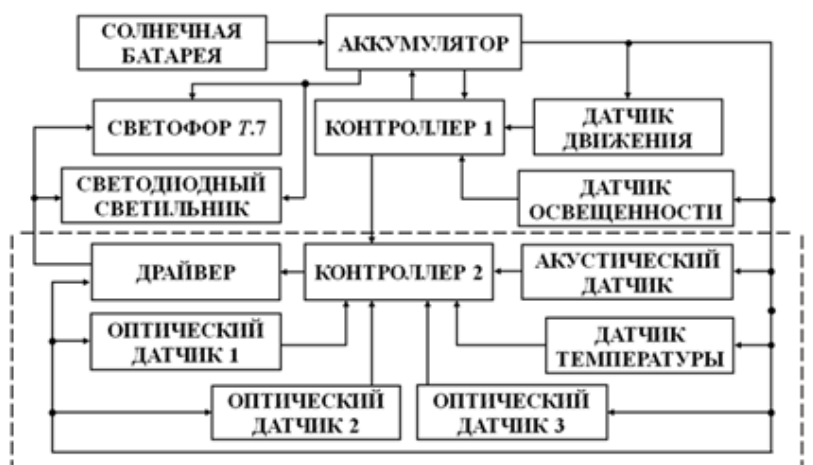 СОЛНЕЧНАЯ
БАТАРЕЯ
АККУМУЛЯТОР
СВЕТОФОР Т.7
КОНТРОЛЛЕР 1
ДАТЧИК
ДВИЖЕНИЯ
СВЕТОДИОДНЫЙ
СВЕТИЛЬНИК
ДАТЧИК
ОСВЕЩЕННОСТИ
ДРАЙВЕР
КОНТРОЛЛЕР 2
АКУСТИЧЕСКИЙ
ДАТЧИК
ОПТИЧЕСКИЙ
ДАТЧИК 1
ДАТЧИК
ТЕМПЕРАТУРЫ
ОПТИЧЕСКИЙ
ДАТЧИК 2
ОПТИЧЕСКИЙ
ДАТЧИК 3